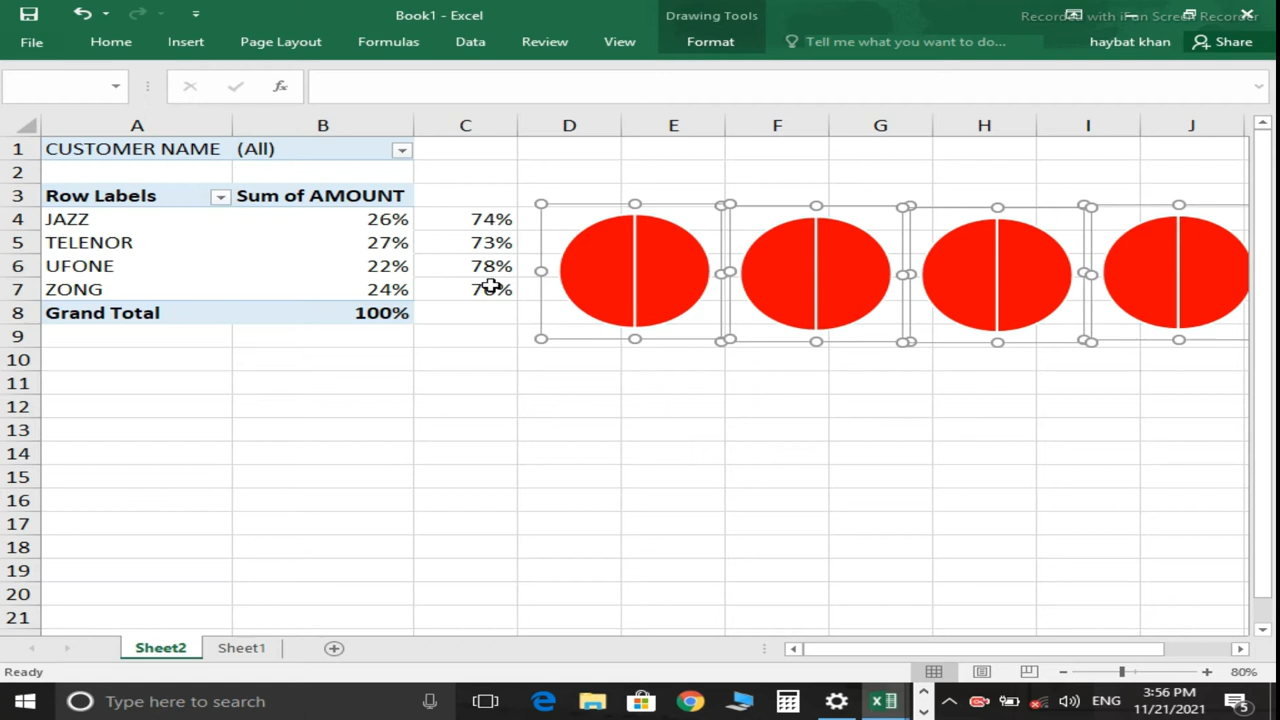 Book1 - Excel
Drawing Tools
Recorded with iFun Screen Recorder
File Home Insert Page Layout Formulas Data Review View Format Tell me what you want to do... haybat khan Share
fx
A B C D E F G H I J
1 CUSTOMER NAME (All)
2
3 Row Labels Sum of AMOUNT
4 JAZZ 26% 74%
5 TELENOR 27% 73%
6 UFONE 22% 78%
7 ZONG 24%
8 Grand Total 100%
9
10
11
12
13
14
15
16
17
18
19
20
21
Sheet2 Sheet1
Ready 80%
Type here to search ENG 3:56 PM
11/21/2021
5